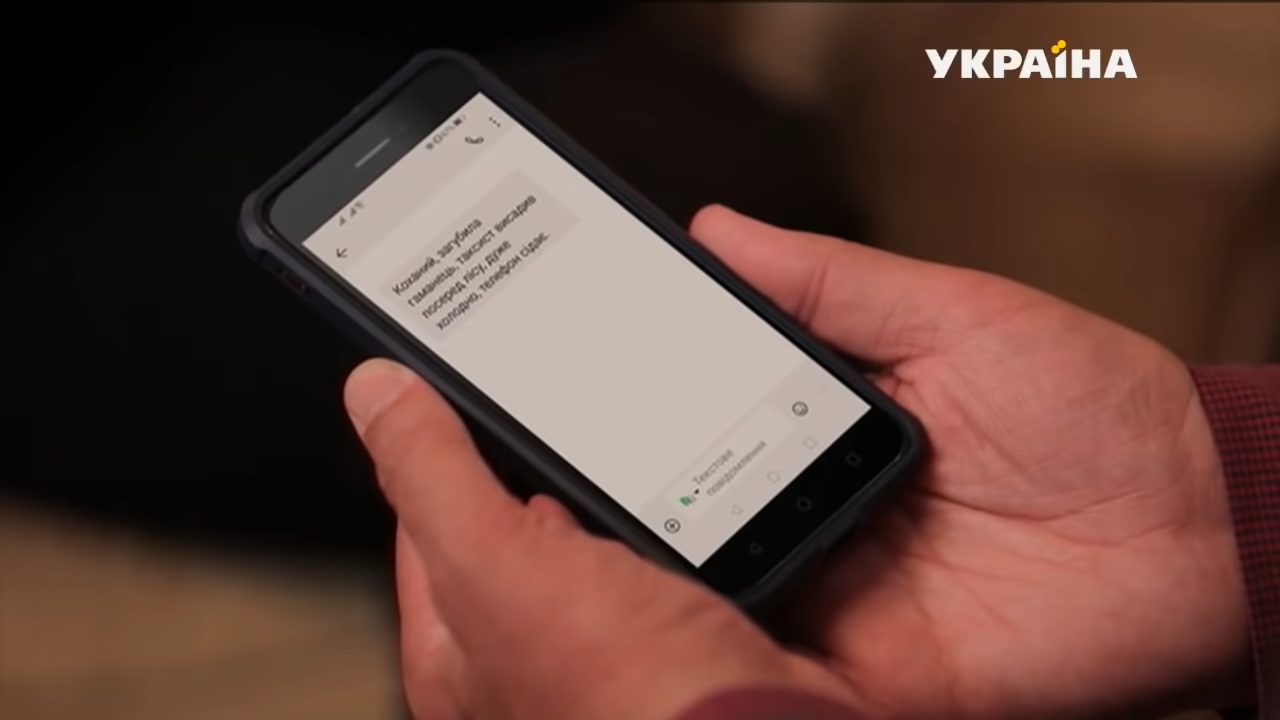 УКРАЇНА
Коханий, загубила
гаманець, таксист висадив
посеред лісу, дуже
холодно, телефон сідає.
Текстове
повідомлення